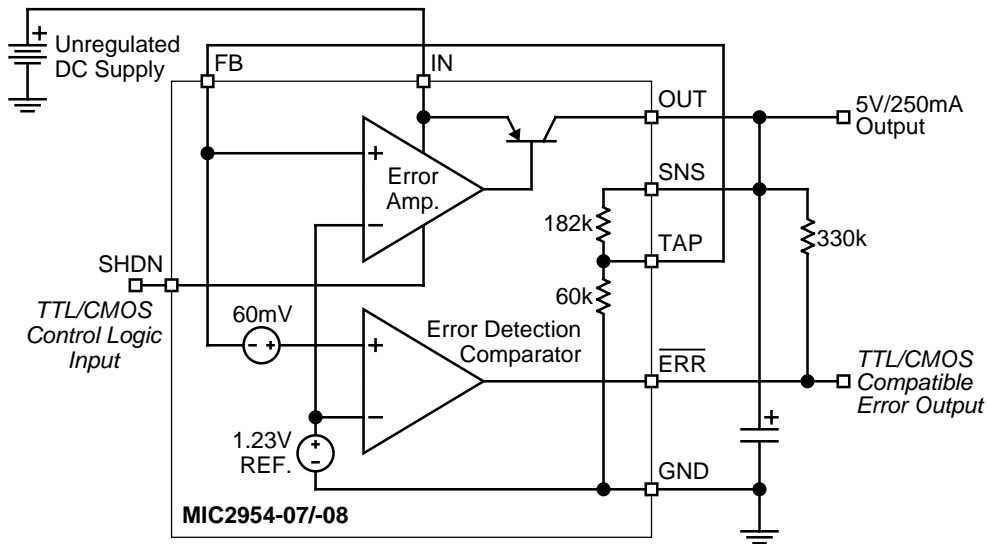 Unregulated
DC Supply
FB
IN
OUT
5V/250mA
Output
SNS
Error
Amp.
182k
TAP
330k
SHDN
60k
TTL/CMOS
Control Logic
Input
60mV
Error Detection
Comparator
ERR
TTL/CMOS
Compatible
Error Output
1.23V
REF.
GND
MIC2954-07/-08